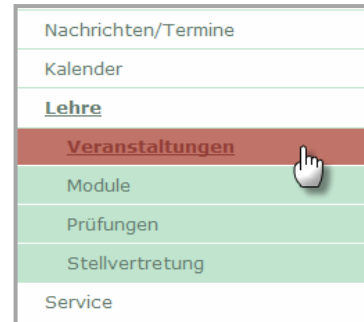 Nachrichten/Termine
Kalender
Lehre
Veranstaltungen
Module
Prüfungen
Stellvertretung
Service